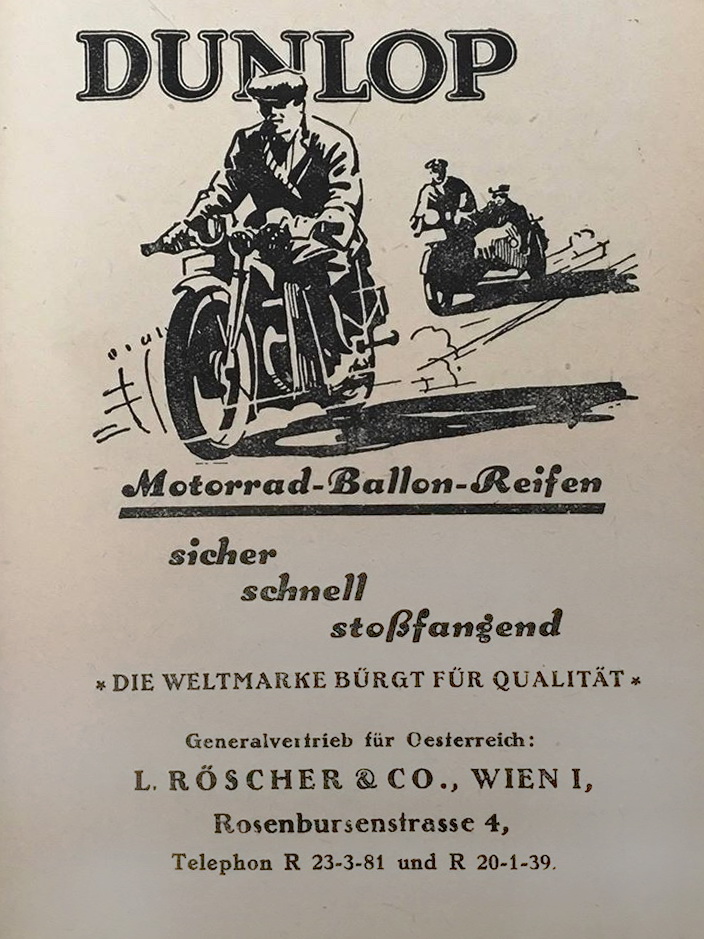 DUNLOP
Motorrad-Ballon-Reifen
sicher
schnell
stoßfangend
* DIE WELTMARKE BÜRGT FÜR QUALITÄT *
Generalvertrieb für Oesterreich:
L. RÖSCHER & CO., WIEN I,
Rosenbursenstrasse 4,
Telephon R 23-3-81 und R 20-1-39.